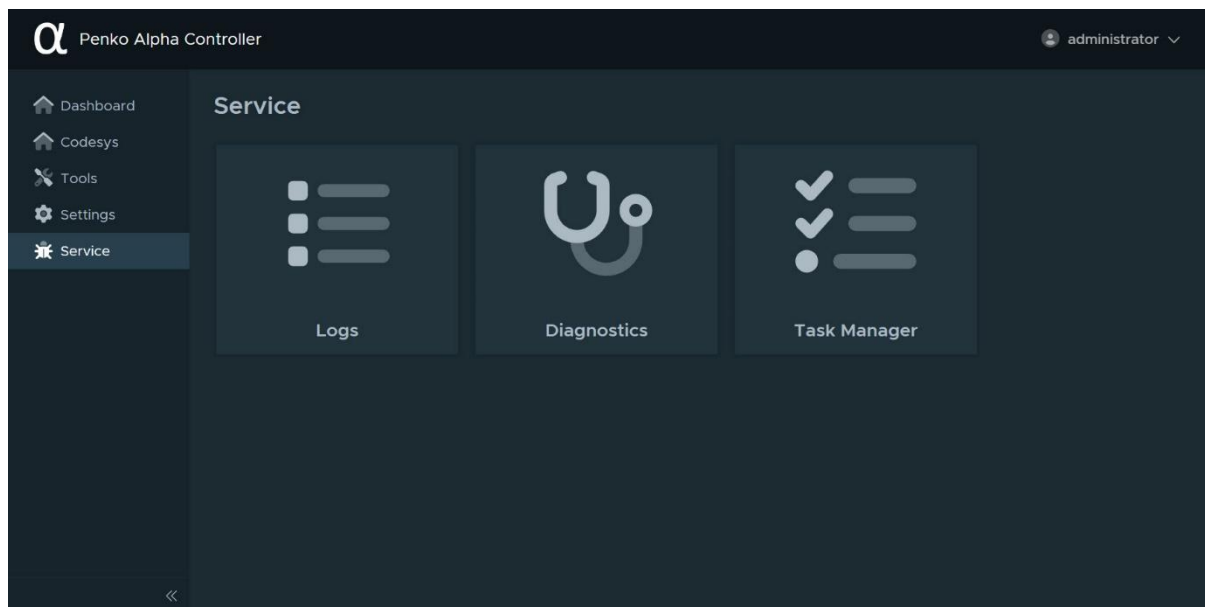 α Penko Alpha Controller
administrator
Dashboard
Codesys
Tools
Settings
Service
Service
Logs
Diagnostics
Task Manager